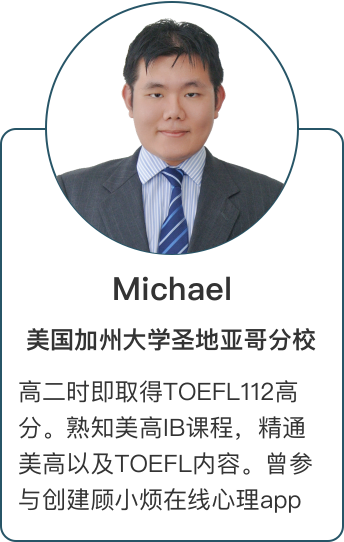 Michael
美国加州大学圣地亚哥分校
高二时即取得TOEFL112高
分。熟知美高IB课程，精通
美高以及TOEFL内容。曾参
与创建顾小烦在线心理app